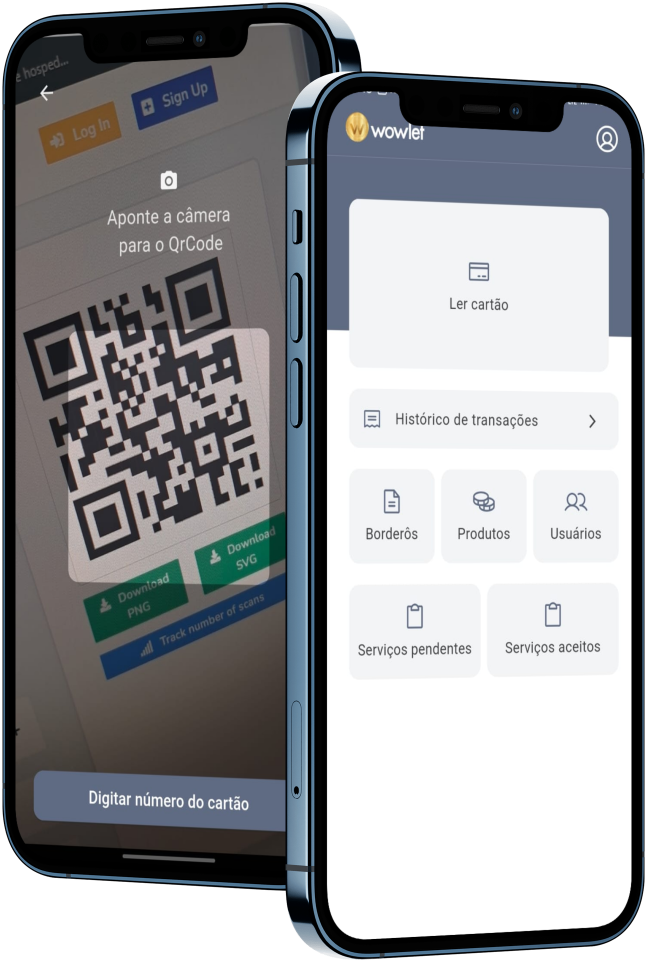 hosped...
Log In
Sign Up
Aponte a câmera
para o QrCode
Download
PNG
Download
SVG
Track number of scans
Digitar número do cartão
wowlet
Ler cartão
Histórico de transações
Borderôs
Produtos
Usuários
Serviços pendentes
Serviços aceitos